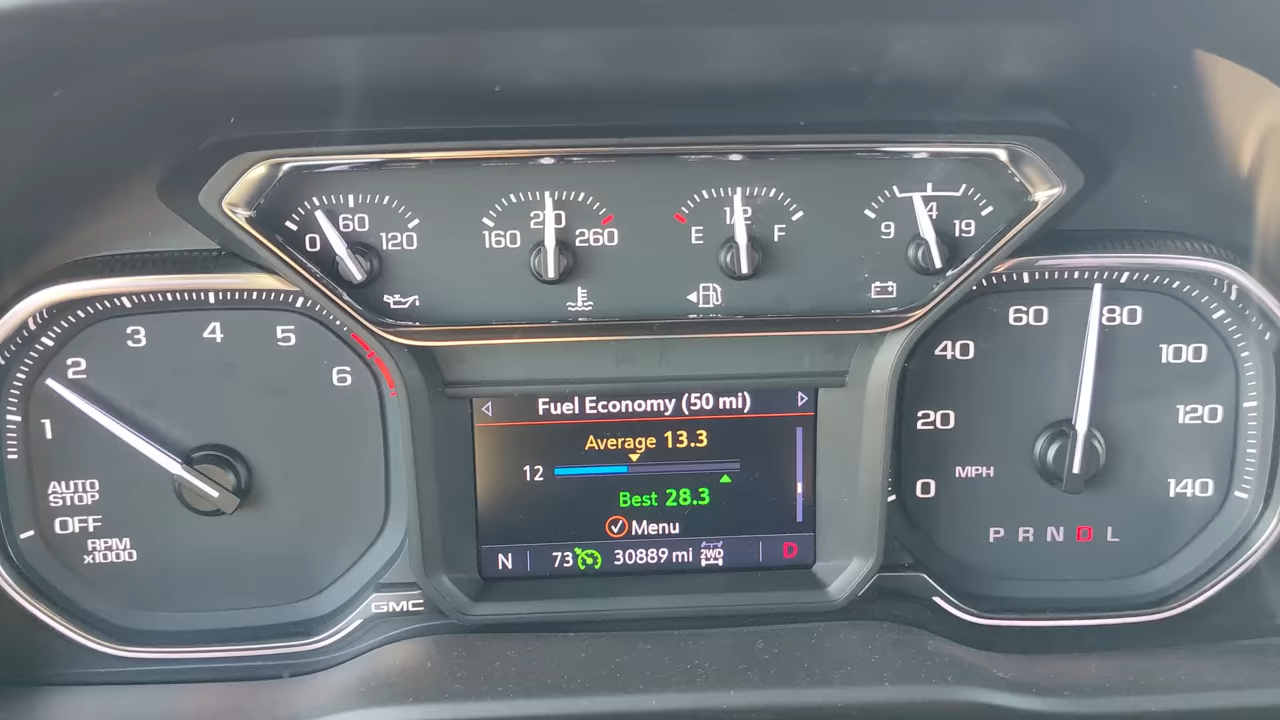 0 60 120
160 210 260
E 1/2 F
9 14 19
1 2 3 4 5 6
AUTO
STOP
OFF
RPM
x1000
GMC
Fuel Economy (50 mi)
Average 13.3
12
Best 28.3
Menu
N 73 30889 mi 2WD D
0 20 40 60 80 100 120 140
MPH
P R N D L